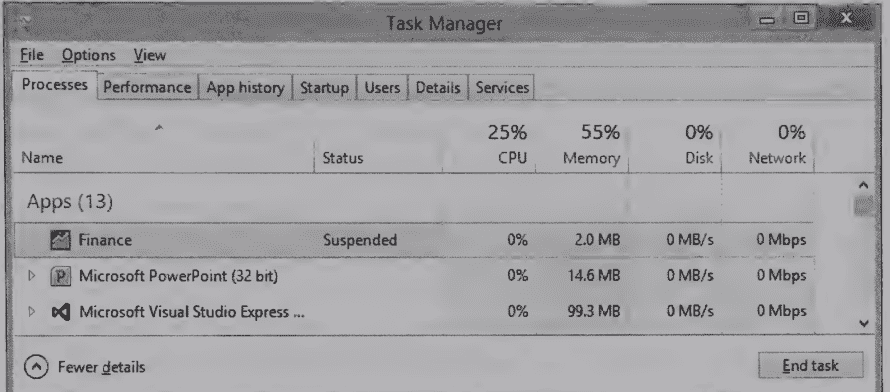 Task Manager
File Options View
Processes Performance App history Startup Users Details Services
25% 55% 0% 0%
Name Status CPU Memory Disk Network
Apps (13)
Finance Suspended 0% 2.0 MB 0 MB/s 0 Mbps
Microsoft PowerPoint (32 bit) 0% 14.6 MB 0 MB/s 0 Mbps
Microsoft Visual Studio Express ... 0% 99.3 MB 0 MB/s 0 Mbps
Fewer details End task